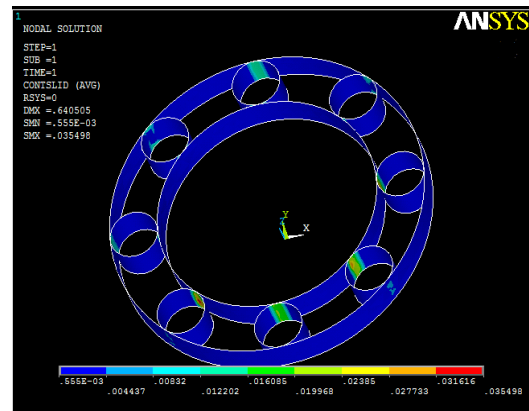 1
NODAL SOLUTION
ANSYS
STEP=1
SUB =1
TIME=1
CONTSLID (AVG)
RSYS=0
DMX =.640505
SMN =.555E-03
SMX =.035498
Y
X
.555E-03 .00832 .016085 .02385 .031616
.004437 .012202 .019968 .027733 .035498